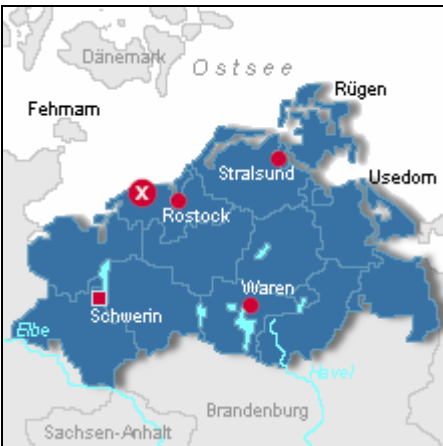 Dänemark
Ostsee
Rügen
Fehmarn
Stralsund
Usedom
X
Rostock
Waren
Schwerin
Elbe
Havel
Brandenburg
Sachsen-Anhalt